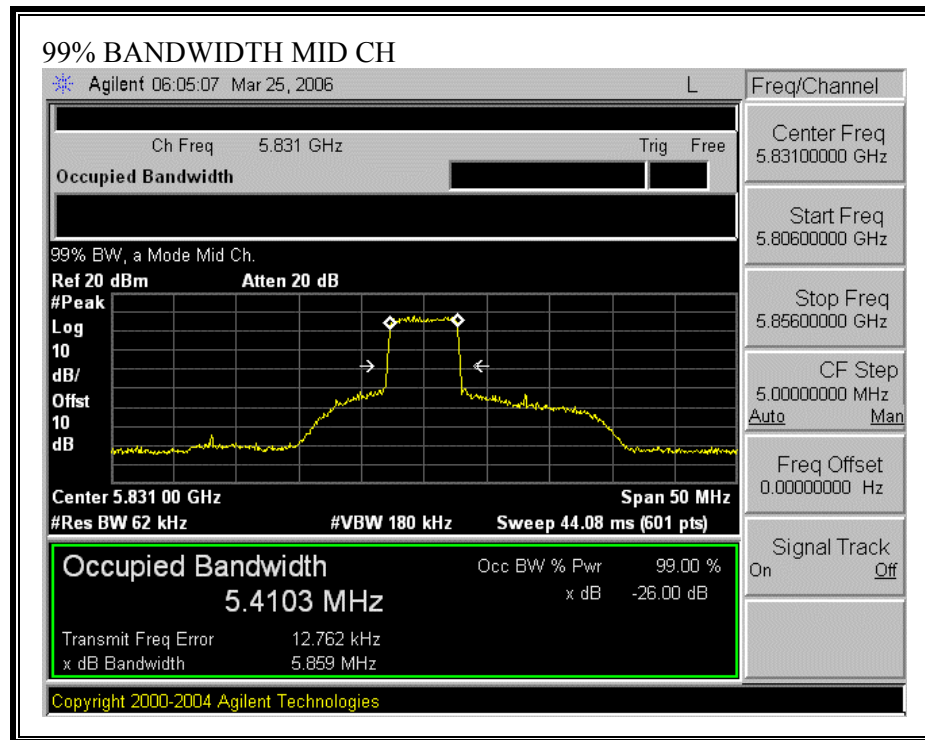 99% BANDWIDTH MID CH
Agilent 06:05:07 Mar 25, 2006 L Freq/Channel
Ch Freq 5.831 GHz Trig Free
Occupied Bandwidth
Center Freq
5.83100000 GHz
Start Freq
5.80600000 GHz
Stop Freq
5.85600000 GHz
CF Step
5.00000000 MHz
Auto Man
Freq Offset
0.00000000 Hz
Signal Track
On Off
99% BW, a Mode Mid Ch.
Ref 20 dBm Atten 20 dB
#Peak
Log
10
dB/
Offst
10
dB
Center 5.831 00 GHz Span 50 MHz
#Res BW 62 kHz #VBW 180 kHz Sweep 44.08 ms (601 pts)
Occupied Bandwidth Occ BW % Pwr 99.00 %
5.4103 MHz x dB -26.00 dB
Transmit Freq Error 12.762 kHz
x dB Bandwidth 5.859 MHz
Copyright 2000-2004 Agilent Technologies